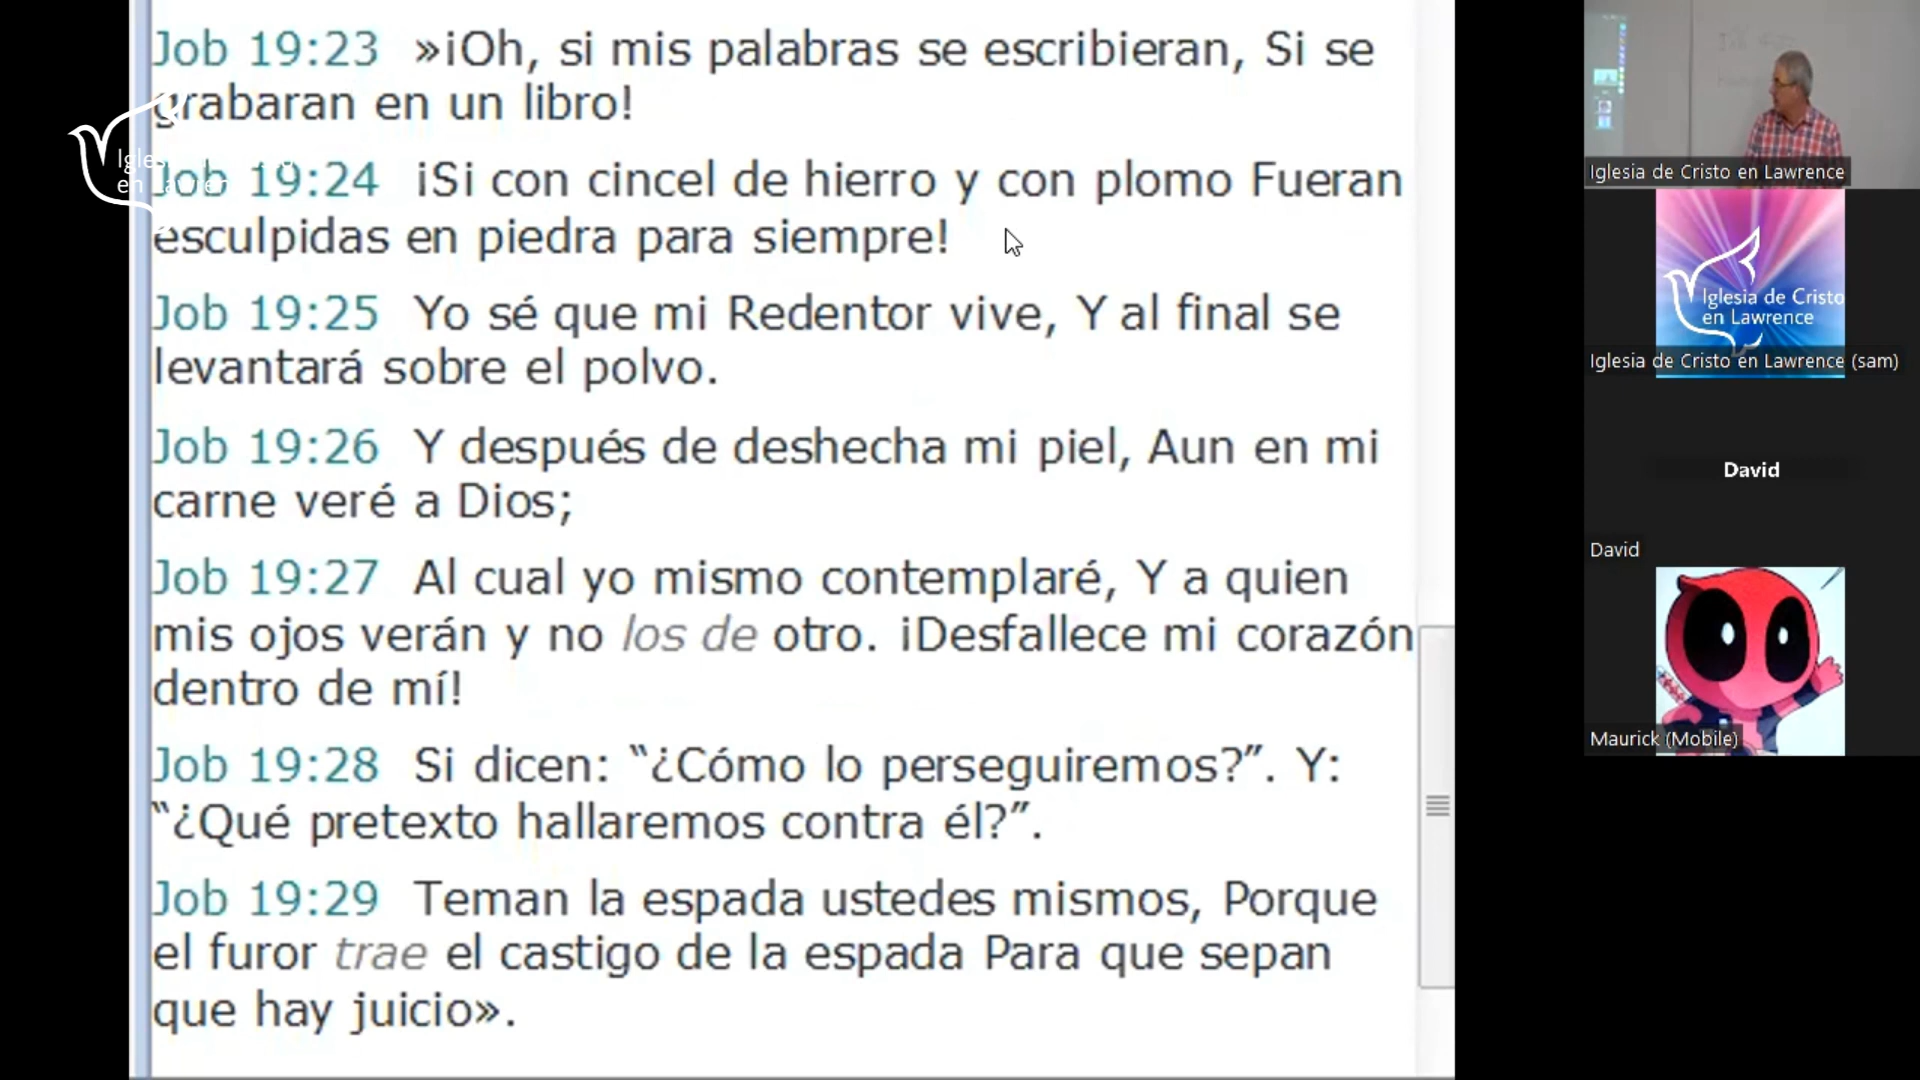 Job 19:23 »¡Oh, si mis palabras se escribieran, Si se
grabaran en un libro!
Job 19:24 ¡Si con cincel de hierro y con plomo Fueran
esculpidas en piedra para siempre!
Job 19:25 Yo sé que mi Redentor vive, Y al final se
levantará sobre el polvo.
Job 19:26 Y después de deshecha mi piel, Aun en mi
carne veré a Dios;
Job 19:27 Al cual yo mismo contemplaré, Y a quien
mis ojos verán y no los de otro. ¡Desfallece mi corazón
dentro de mí!
Job 19:28 Si dicen: “¿Cómo lo perseguiremos?”. Y:
“¿Qué pretexto hallaremos contra él?”.
Job 19:29 Teman la espada ustedes mismos, Porque
el furor trae el castigo de la espada Para que sepan
que hay juicio».
Iglesia de Cristo en Lawrence
Iglesia de Cristo
en Lawrence
Iglesia de Cristo en Lawrence (sam)
David
David
Maurick (Mobile)